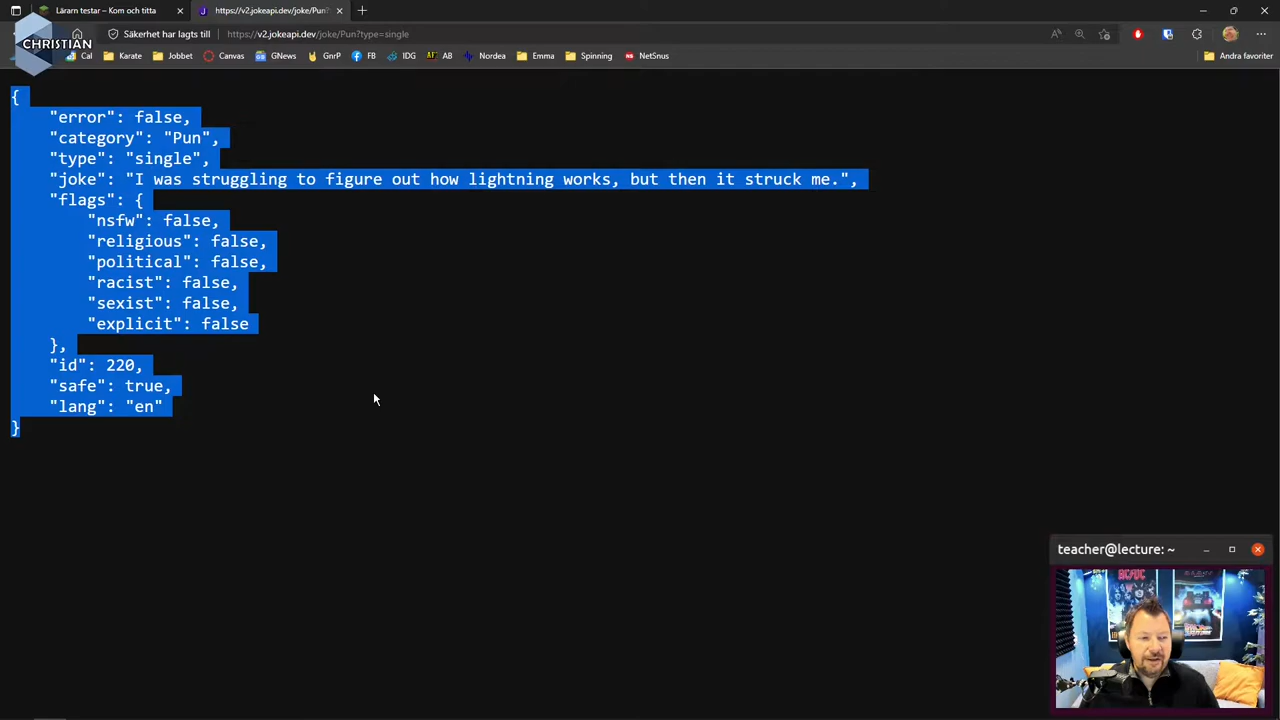 Lärarn testar – Kom och titta
https://v2.jokeapi.dev/joke/Pun?
CHRISTIAN
Säkerhet har lagts till
https://v2.jokeapi.dev/joke/Pun?type=single
Cal
Karate
Jobbet
Canvas
GNews
GnrP
FB
IDG
AB
Nordea
Emma
Spinning
NetSnus
Andra favoriter
{
"error": false,
"category": "Pun",
"type": "single",
"joke": "I was struggling to figure out how lightning works, but then it struck me.",
"flags": {
"nsfw": false,
"religious": false,
"political": false,
"racist": false,
"sexist": false,
"explicit": false
},
"id": 220,
"safe": true,
"lang": "en"
}
teacher@lecture: ~
AC/DC